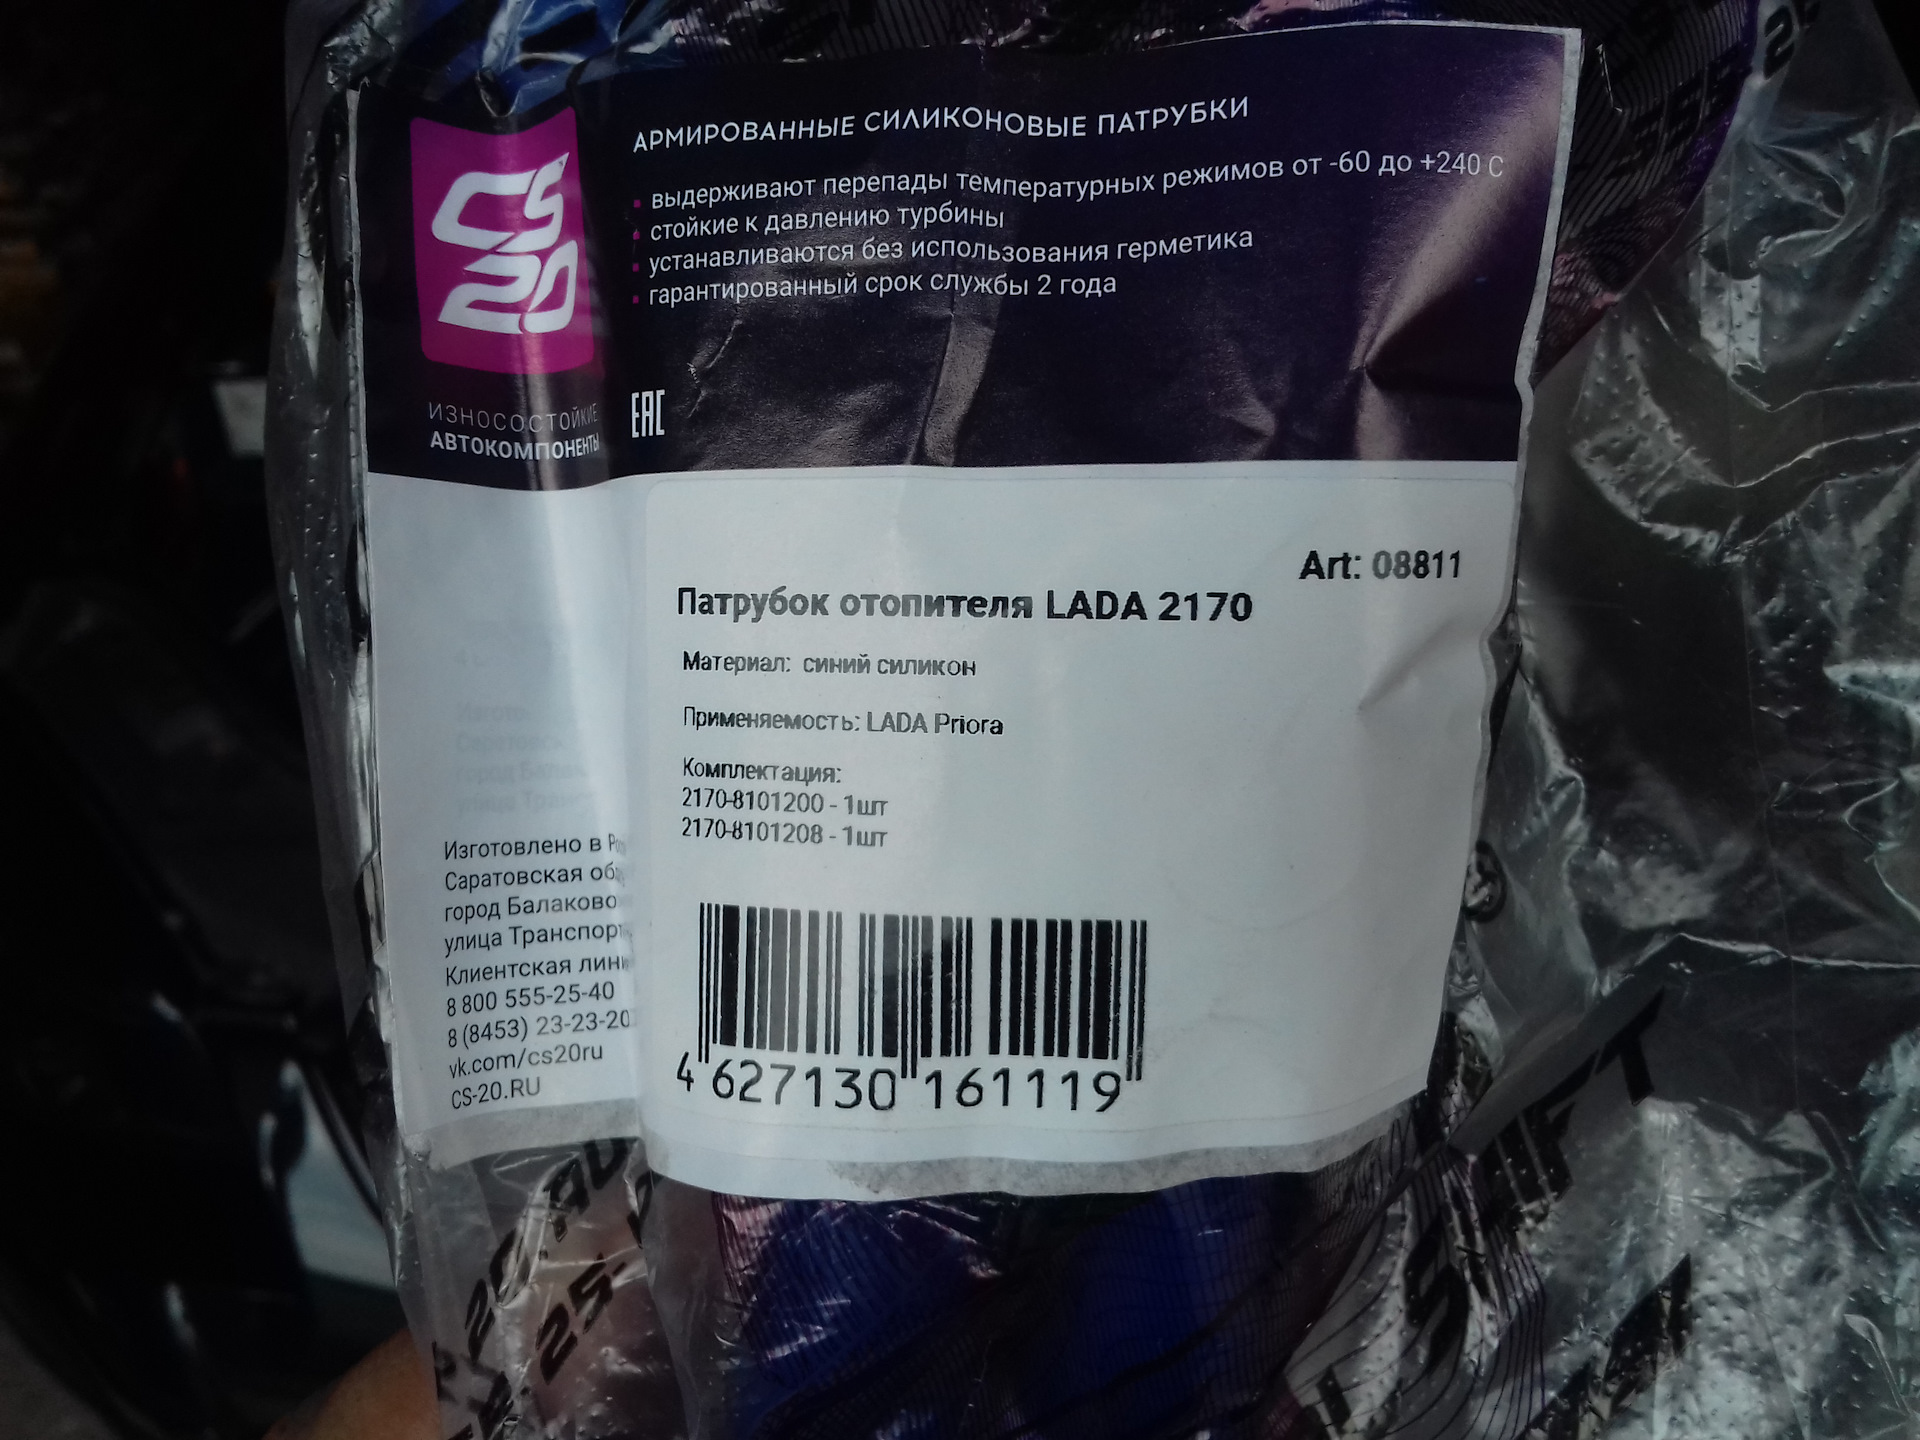 CS
20
ИЗНОСОСТОЙКИЕ
АВТОКОМПОНЕНТЫ
АРМИРОВАННЫЕ СИЛИКОНОВЫЕ ПАТРУБКИ
▪ выдерживают перепады температурных режимов от -60 до +240 С
▪ стойкие к давлению турбины
▪ устанавливаются без использования герметика
▪ гарантированный срок службы 2 года
EAC
Art: 08811
Патрубок отопителя LADA 2170
Материал: синий силикон
Применяемость: LADA Priora
Комплектация:
2170-8101200 - 1шт
2170-8101208 - 1шт
4 627130 161119
Изготовлено в
Саратовская
город Балаково
улица
Клиентская
8 800 555-25-40
8 (8453) 23-23-20
vk.com/cs20ru
CS-20.RU